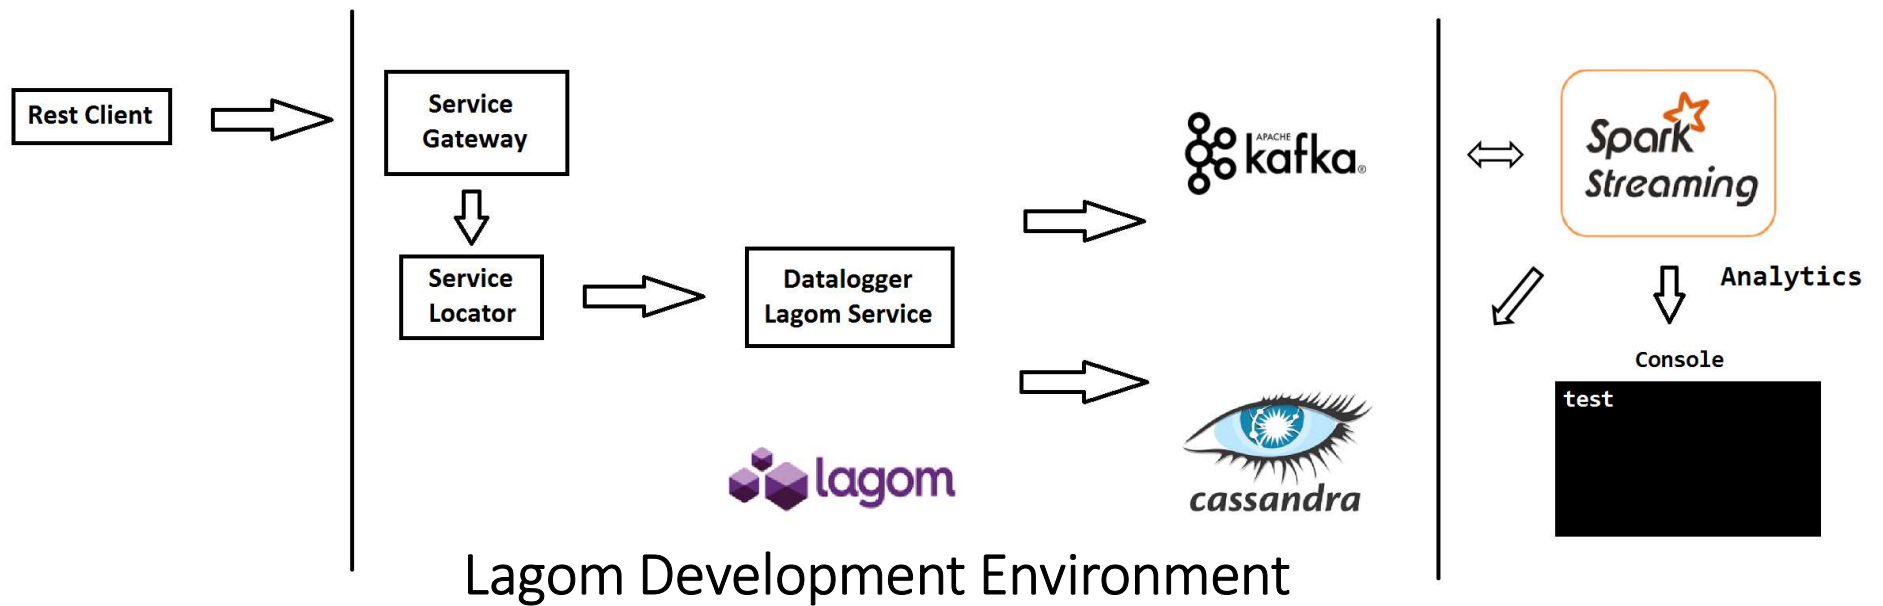 Rest Client
Service
Gateway
Service
Locator
Datalogger
Lagom Service
APACHE
kafka®
cassandra
lagom
Lagom Development Environment
Spark
Streaming
Analytics
Console
test